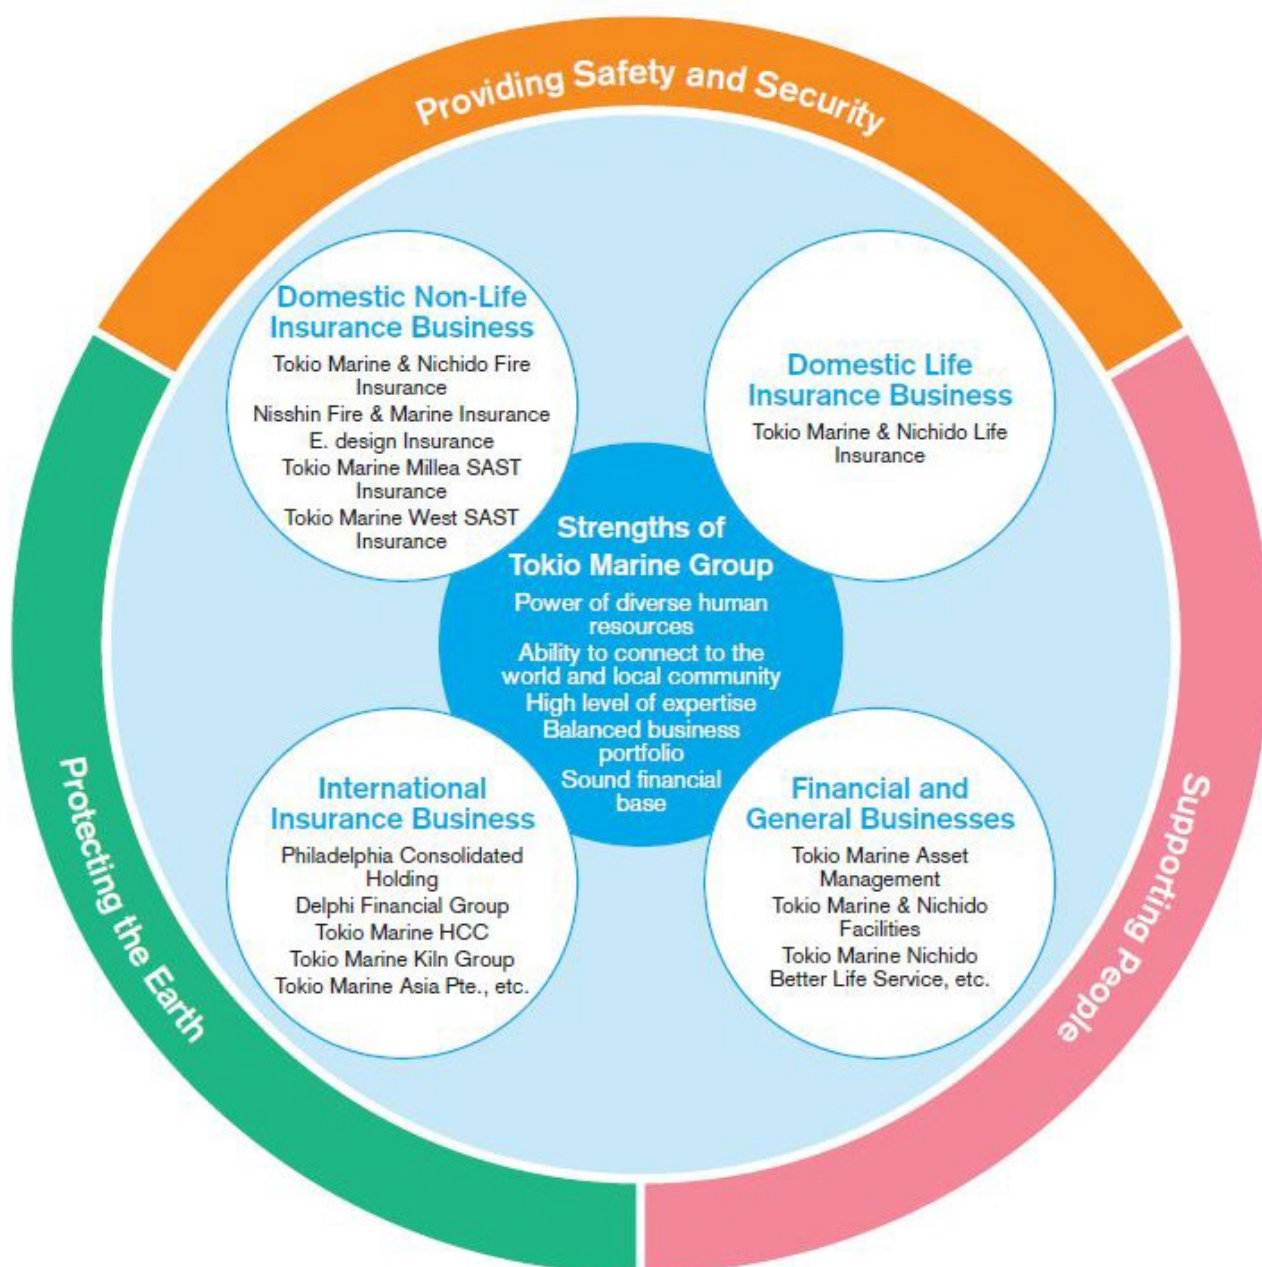 Providing Safety and Security
Domestic Non-Life
Insurance Business
Tokio Marine & Nichido Fire
Insurance
Nisshin Fire & Marine Insurance
E. design Insurance
Tokio Marine Millea SAST
Insurance
Tokio Marine West SAST
Insurance
Domestic Life
Insurance Business
Tokio Marine & Nichido Life
Insurance
Strengths of
Tokio Marine Group
Power of diverse human
resources
Ability to connect to the
world and local community
High level of expertise
Balanced business
portfolio
Sound financial
base
International
Insurance Business
Philadelphia Consolidated
Holding
Delphi Financial Group
Tokio Marine HCC
Tokio Marine Kiln Group
Tokio Marine Asia Pte., etc.
Financial and
General Businesses
Tokio Marine Asset
Management
Tokio Marine & Nichido
Facilities
Tokio Marine Nichido
Better Life Service, etc.
Protecting the Earth
Supporting People